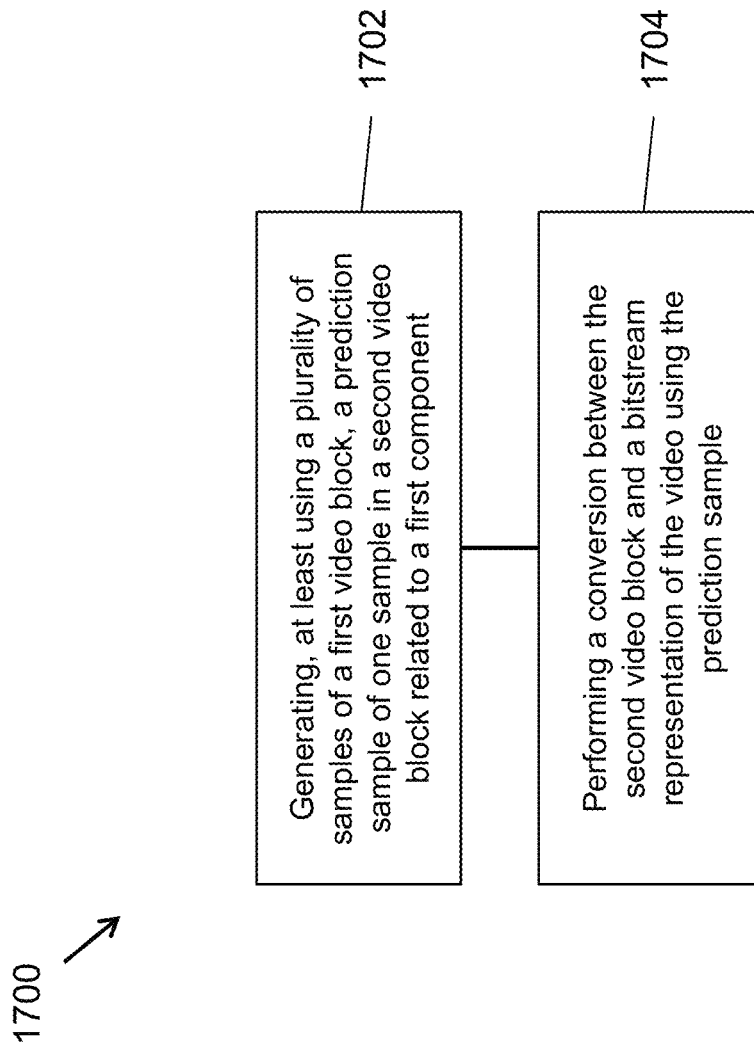 1700
Generating, at least using a plurality of
samples of a first video block, a prediction
sample of one sample in a second video
block related to a first component
1702
Performing a conversion between the
second video block and a bitstream
representation of the video using the
prediction sample
1704